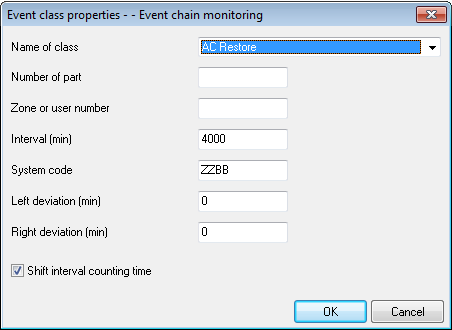 Event class properties - - Event chain monitoring
Name of class AC Restore
Number of part
Zone or user number
Interval (min) 4000
System code ZZBB
Left deviation (min) 0
Right deviation (min) 0
Shift interval counting time
OK Cancel